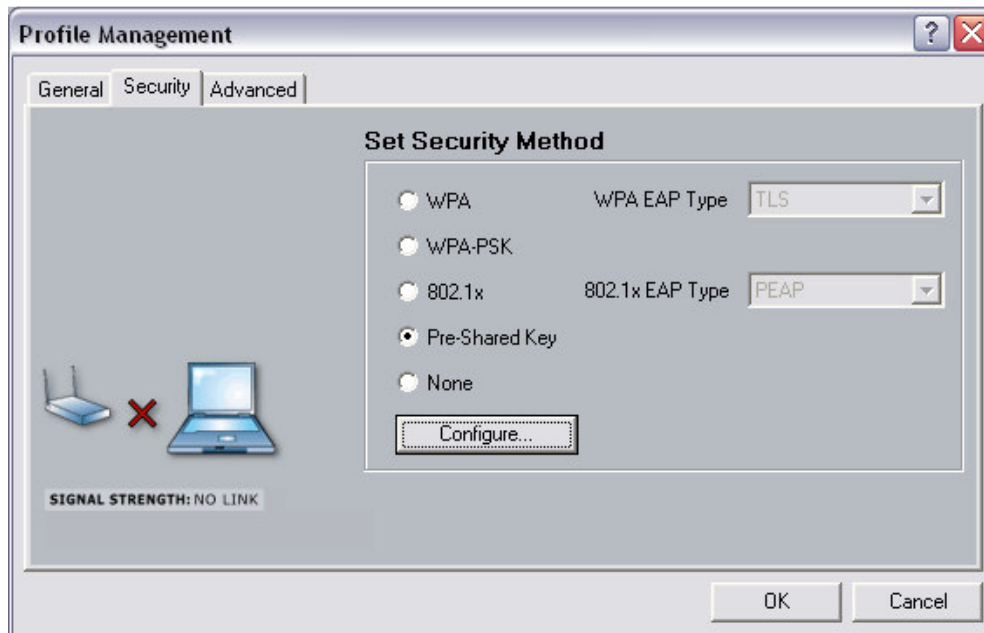 Profile Management
General Security Advanced
Set Security Method
WPA WPA EAP Type TLS
WPA-PSK
802.1x 802.1x EAP Type PEAP
Pre-Shared Key
None
Configure...
SIGNAL STRENGTH: NO LINK
OK Cancel